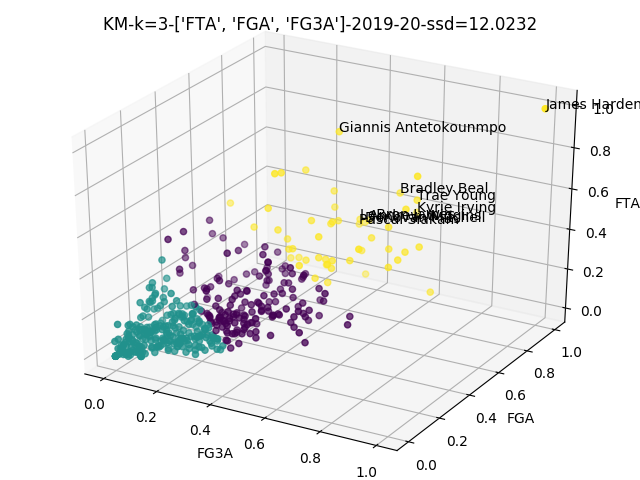 KM-k=3-['FTA', 'FGA', 'FG3A']-2019-20-ssd=12.0232
James Harden
Giannis Antetokounmpo
Bradley Beal
Trae Young
Kyrie Irving
Pascal Siakam
FTA
1.0
0.8
0.6
0.4
0.2
0.0
FGA
1.0
0.8
0.6
0.4
0.2
0.0
FG3A
0.0
0.2
0.4
0.6
0.8
1.0